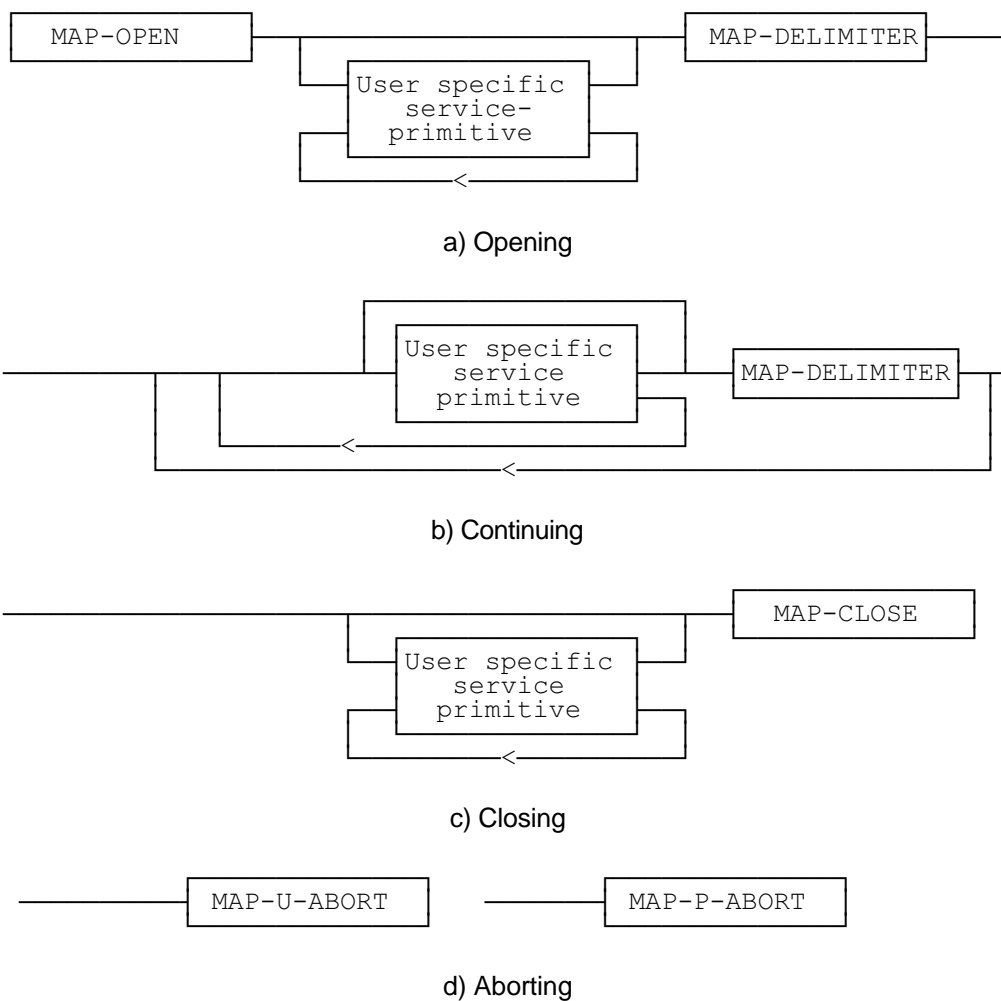 MAP-OPEN
MAP-DELIMITER
User specific
service-
primitive
<
a) Opening
User specific
service
primitive
MAP-DELIMITER
<
<
b) Continuing
MAP-CLOSE
User specific
service
primitive
<
c) Closing
MAP-U-ABORT
MAP-P-ABORT
d) Aborting